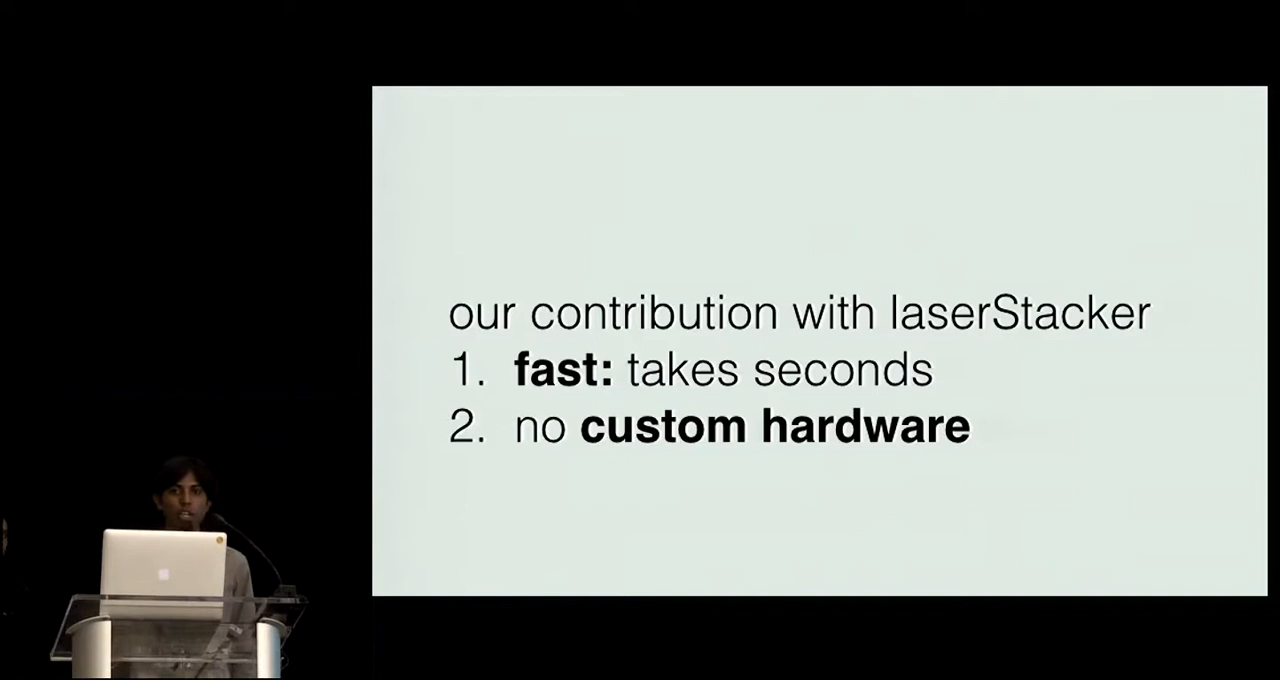 our contribution with laserStacker
1. fast: takes seconds
2. no custom hardware